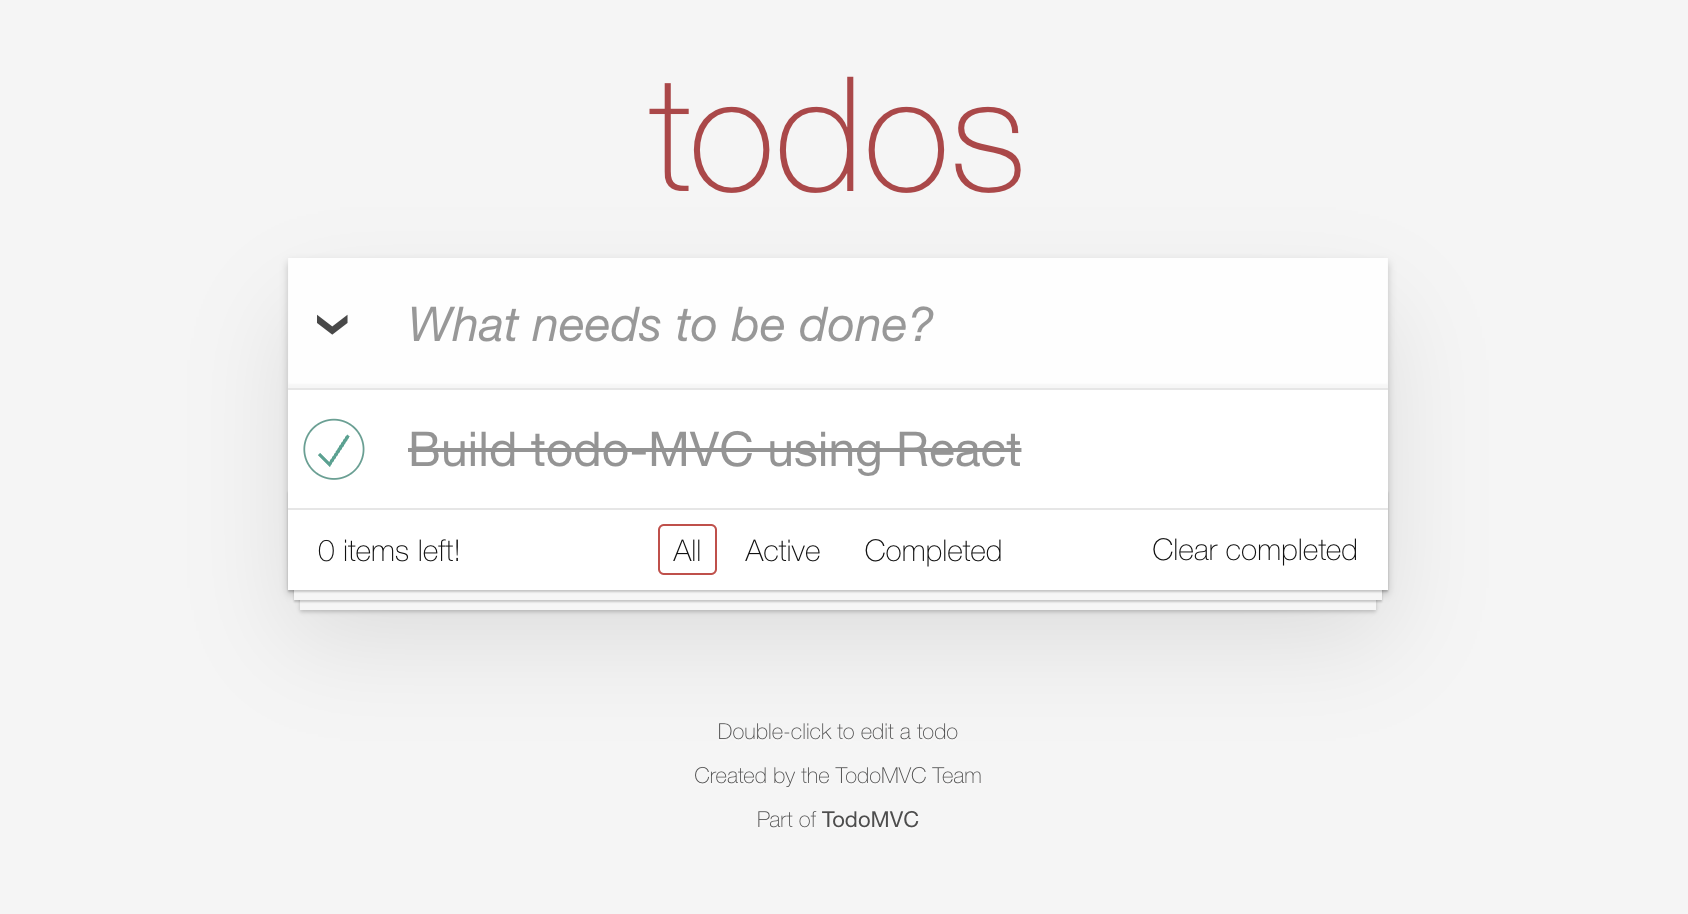 todos
What needs to be done?
Build todo-MVC using React
0 items left! All Active Completed Clear completed
Double-click to edit a todo
Created by the TodoMVC Team
Part of TodoMVC